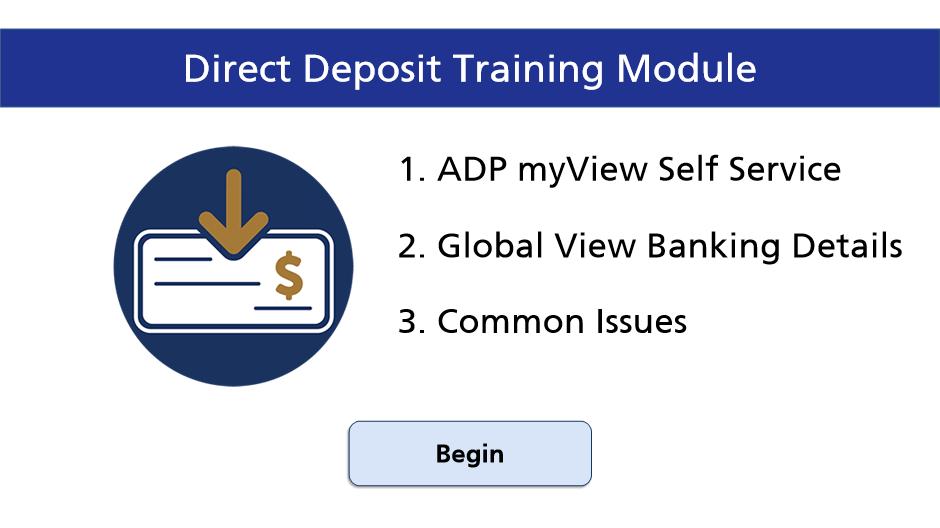 Direct Deposit Training Module
1. ADP myView Self Service
2. Global View Banking Details
3. Common Issues
$
Begin